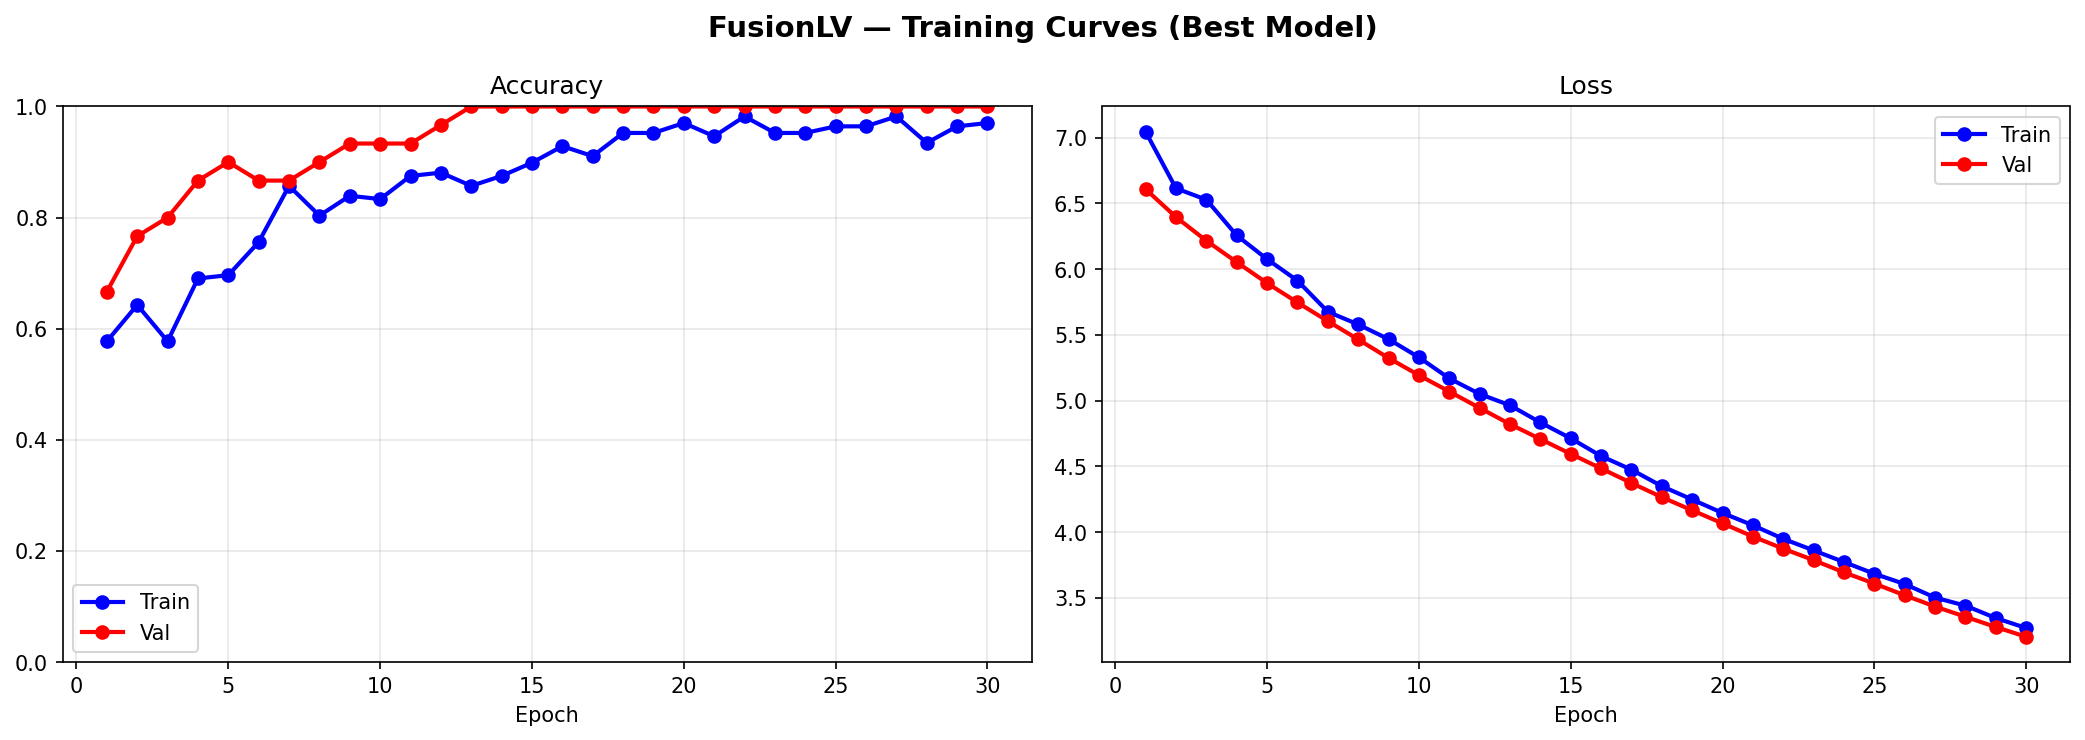 FusionLV — Training Curves (Best Model)
Accuracy
1.0
0.8
0.6
0.4
0.2
0.0
Train
Val
0 5 10 15 20 25 30
Epoch
Loss
7.0
6.5
6.0
5.5
5.0
4.5
4.0
3.5
Train
Val
0 5 10 15 20 25 30
Epoch